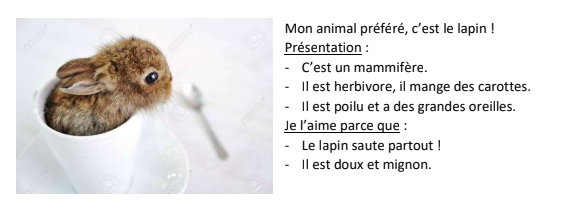 Mon animal préféré, c’est le lapin !
Présentation :
- C’est un mammifère.
- Il est herbivore, il mange des carottes.
- Il est poilu et a des grandes oreilles.
Je l’aime parce que :
- Le lapin saute partout !
- Il est doux et mignon.